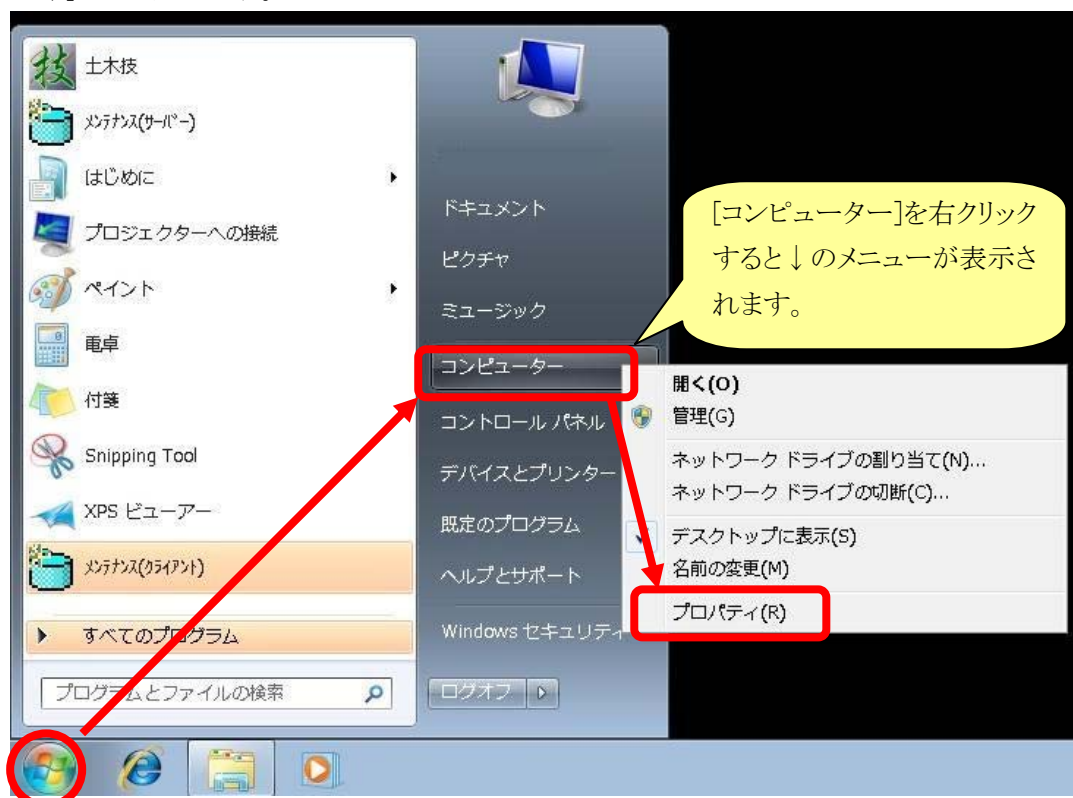 土木技
ﾒﾝﾃﾅﾝｽ(ｻｰﾊﾞｰ)
はじめに
プロジェクターへの接続
ペイント
電卓
付箋
Snipping Tool
XPS ビューアー
ﾒﾝﾃﾅﾝｽ(ｸﾗｲｱﾝﾄ)
すべてのプログラム
プログラムとファイルの検索
ドキュメント
ピクチャ
ミュージック
コンピューター
コントロール パネル
デバイスとプリンター
既定のプログラム
ヘルプとサポート
Windows セキュリティ
ログオフ
[コンピューター]を右クリック
すると↓のメニューが表示さ
れます。
開く(O)
管理(G)
ネットワーク ドライブの割り当て(N)...
ネットワーク ドライブの切断(C)...
デスクトップに表示(S)
名前の変更(M)
プロパティ(R)